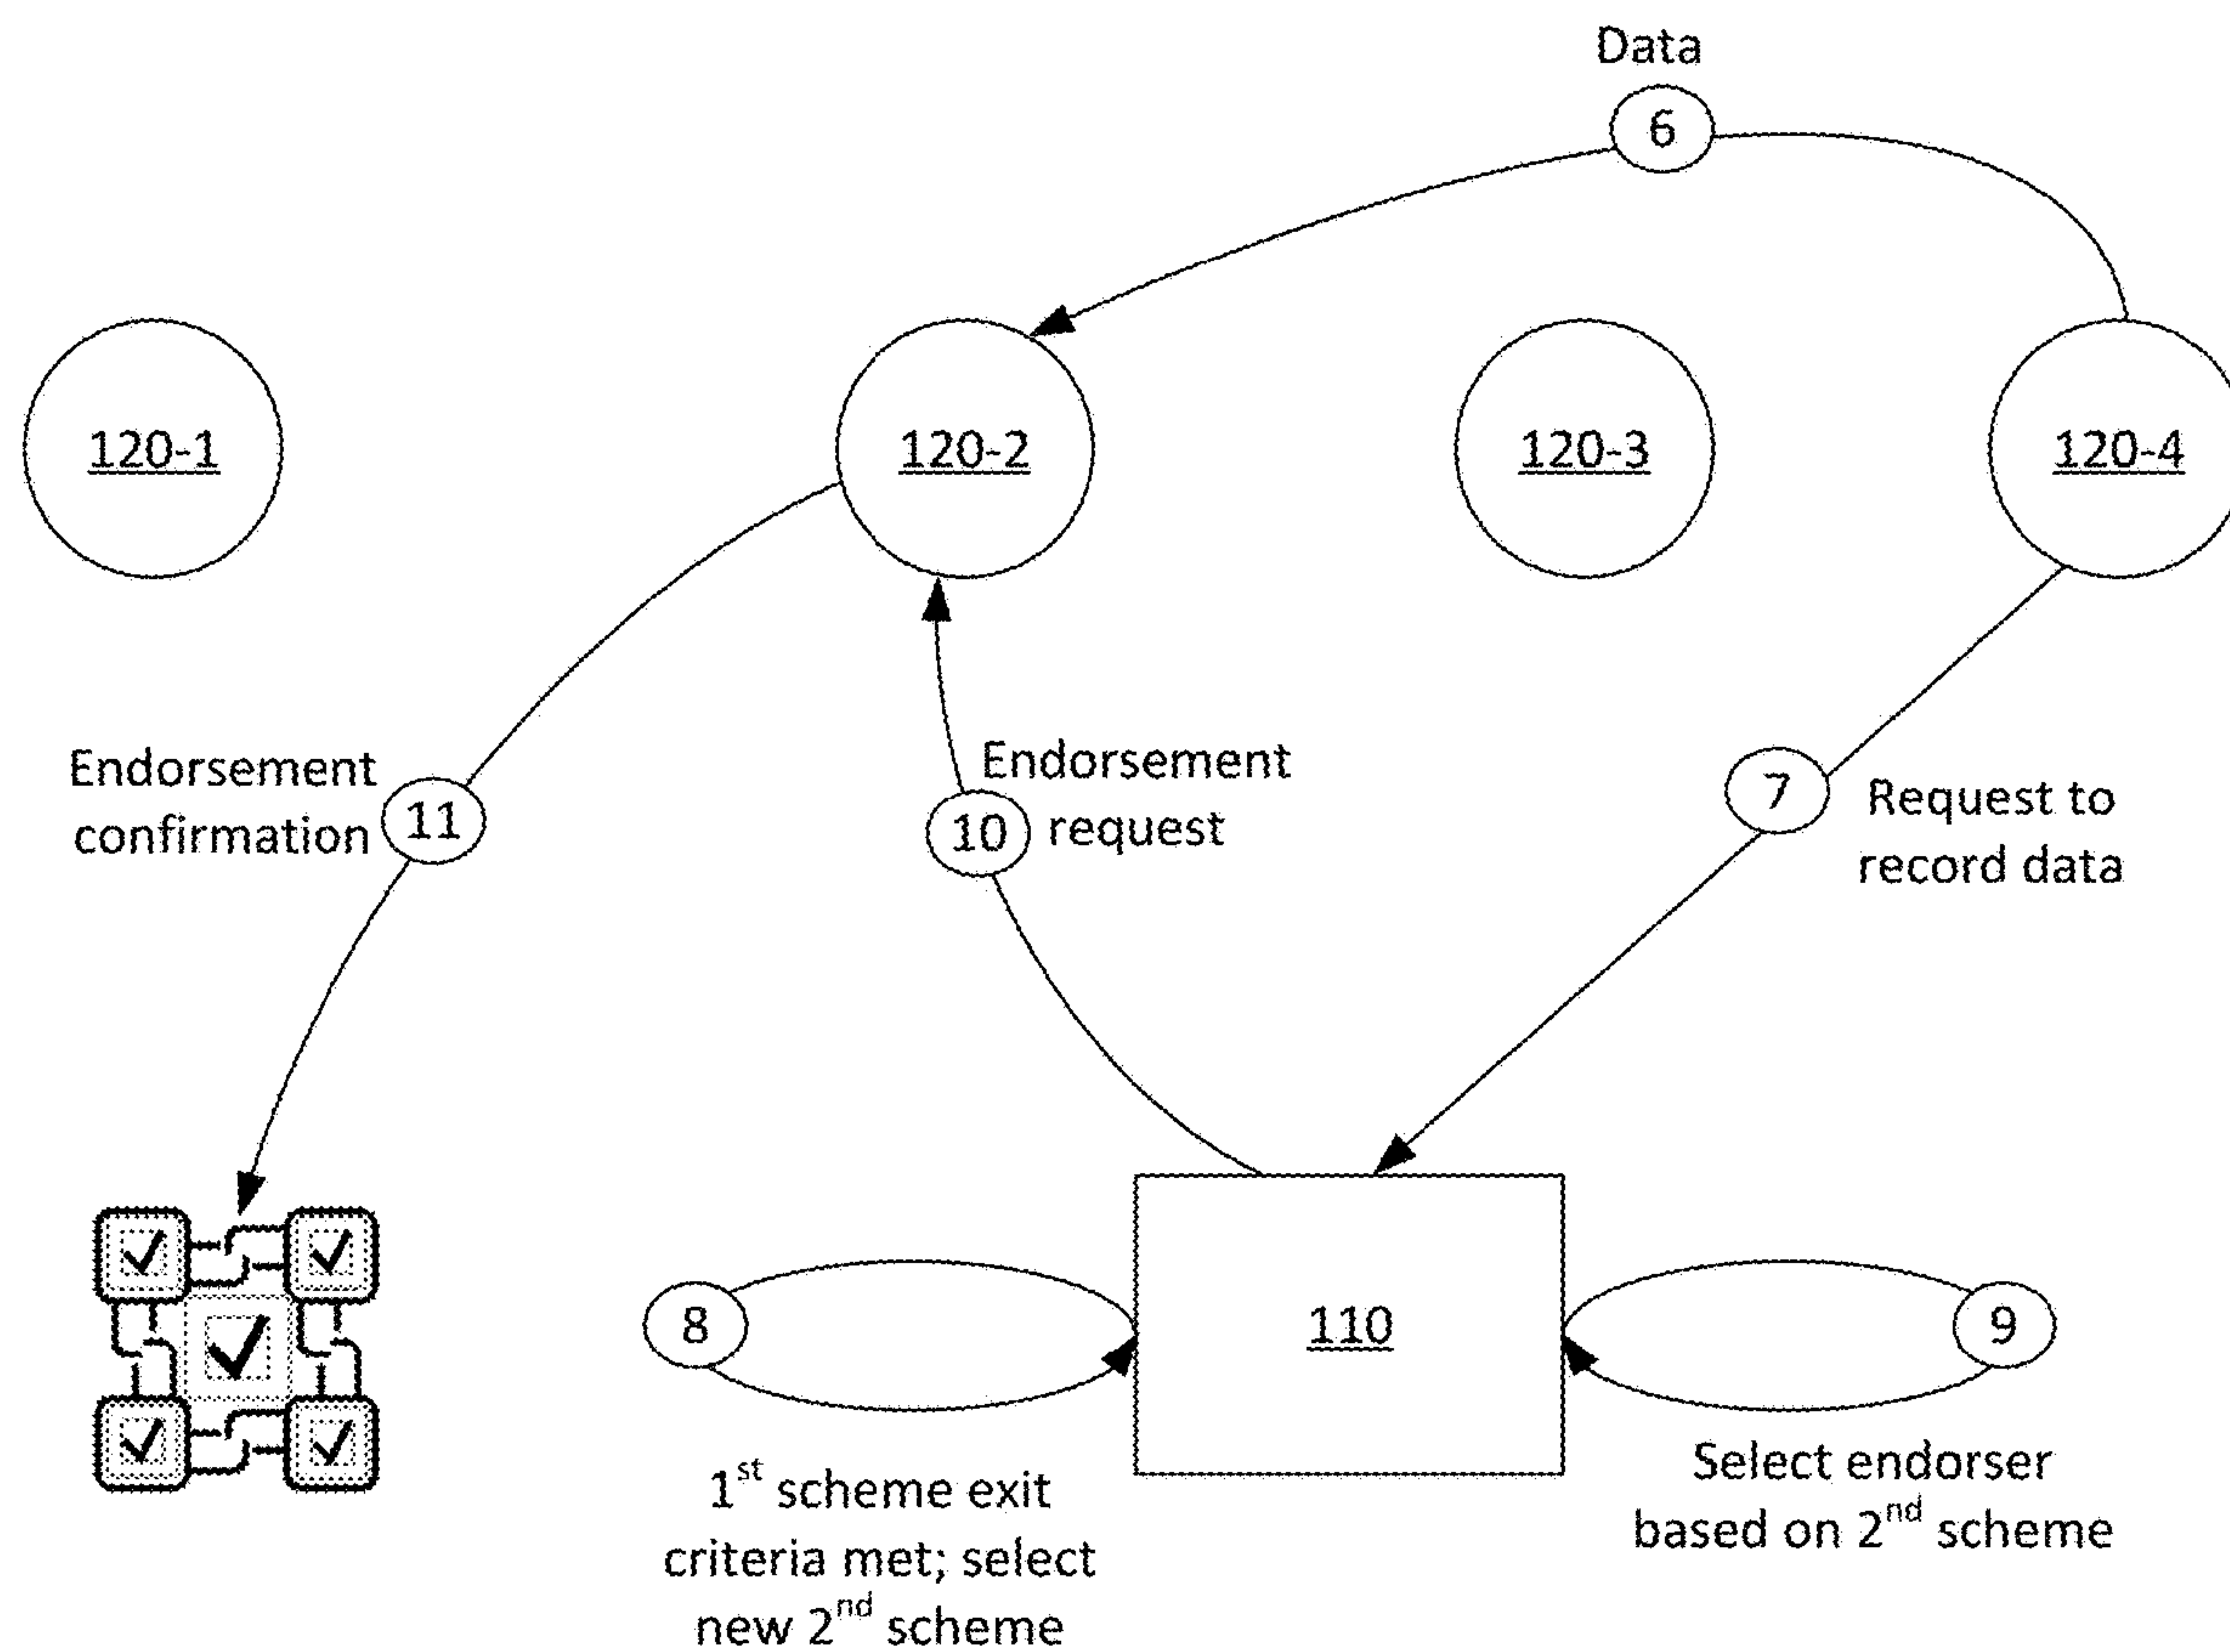 Data
6
120-1
120-2
120-3
120-4
Endorsement
confirmation
11
10
Endorsement
request
7
Request to
record data
8
110
9
1st scheme exit
criteria met; select
new 2nd scheme
Select endorser
based on 2nd scheme